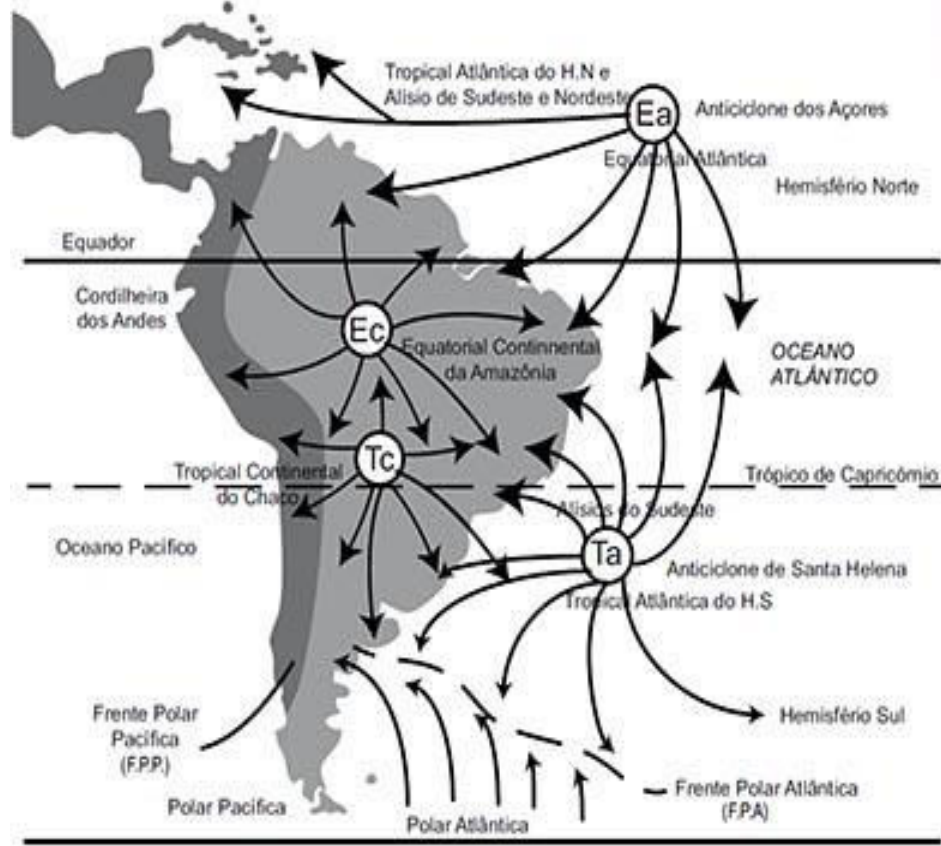 Tropical Atlântica do H.N e
Alísio de Sudeste e Nordeste
Ea
Anticiclone dos Açores
Equatorial Atlântica
Hemisfério Norte
Equador
Cordilheira
dos Andes
Ec
Equatorial Continnental
da Amazônia
OCEANO
ATLÂNTICO
Tc
Tropical Continental
do Chaco
Trópico de Capricórnio
Alísios do Sudeste
Oceano Pacífico
Ta
Anticiclone de Santa Helena
Tropical Atlântica do H.S
Frente Polar
Pacífica
(F.P.P.)
Hemisfério Sul
Polar Pacífica
Polar Atlântica
Frente Polar Atlântica
(F.P.A)